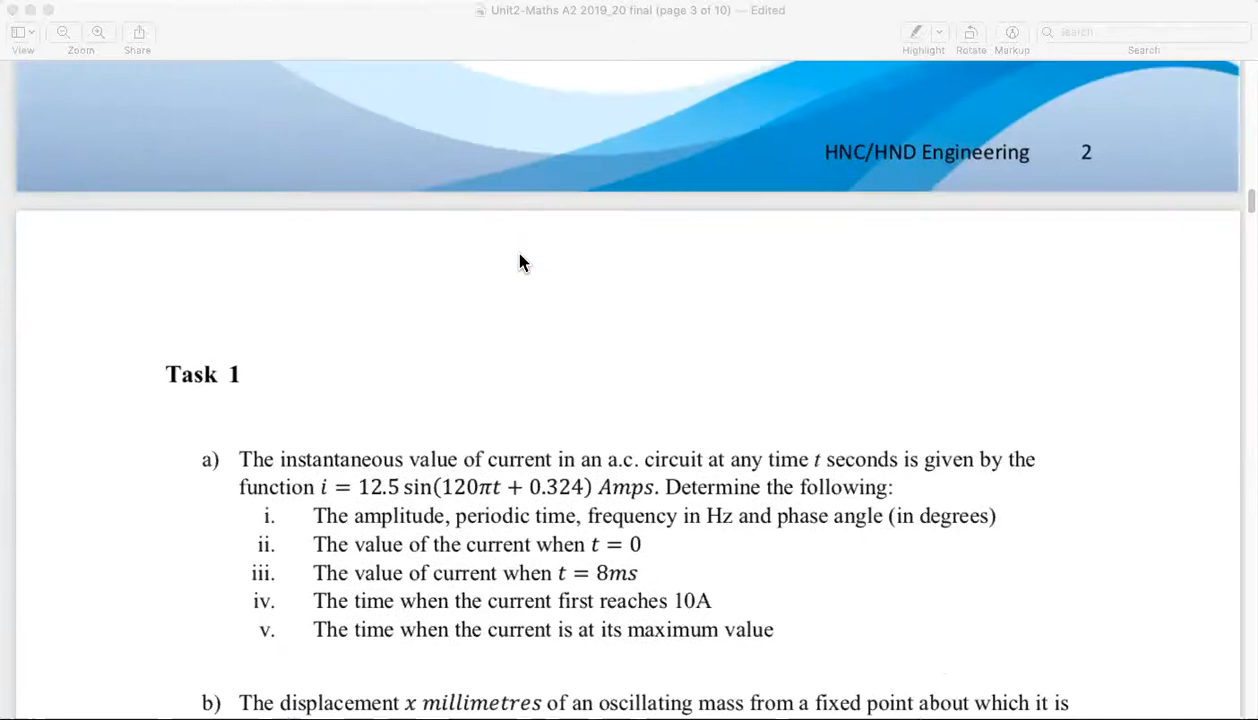 Unit2-Maths A2 2019_20 final (page 3 of 10) — Edited
View Zoom Share Highlight Rotate Markup Search
Search
HNC/HND Engineering 2
Task 1
a) The instantaneous value of current in an a.c. circuit at any time t seconds is given by the
function i = 12.5 sin(120πt + 0.324) Amps. Determine the following:
i. The amplitude, periodic time, frequency in Hz and phase angle (in degrees)
ii. The value of the current when t = 0
iii. The value of current when t = 8ms
iv. The time when the current first reaches 10A
v. The time when the current is at its maximum value
b) The displacement x millimetres of an oscillating mass from a fixed point about which it is